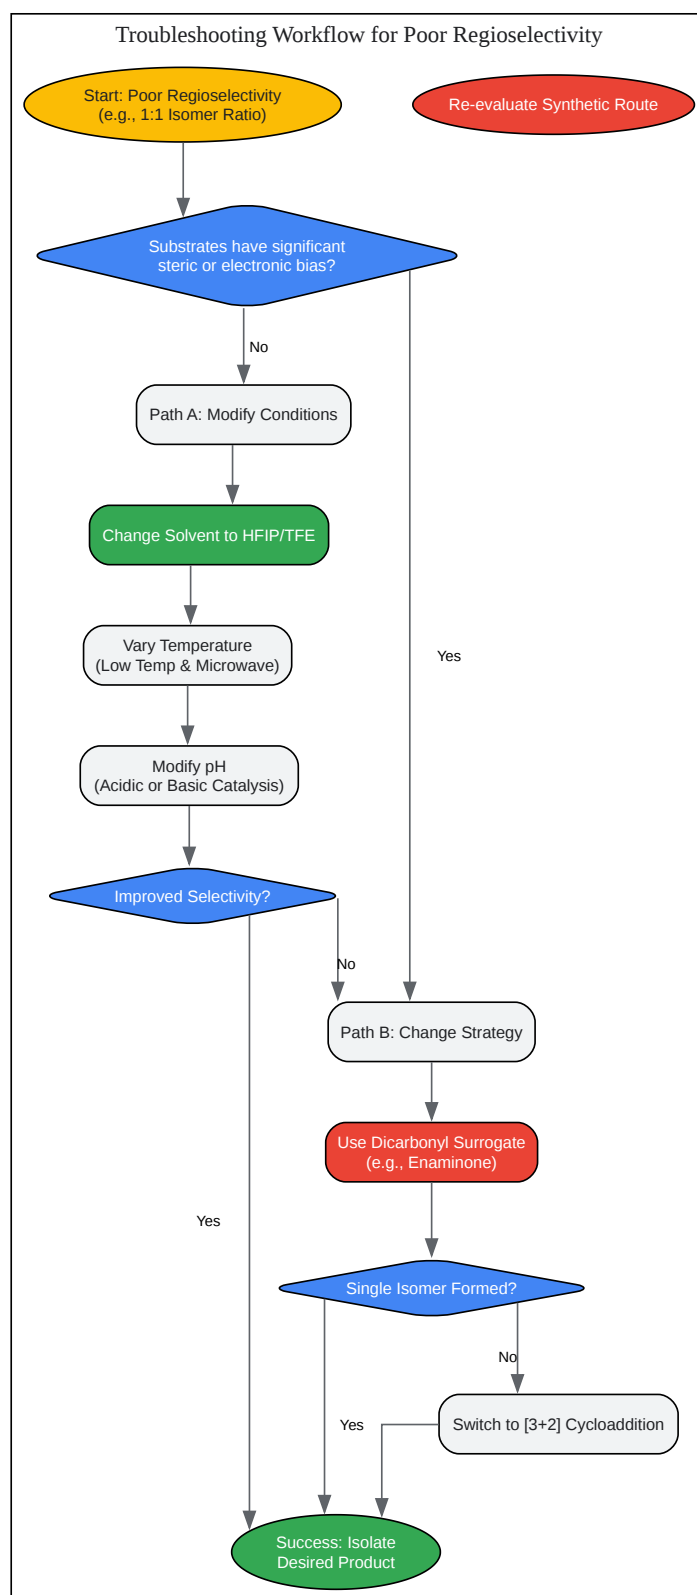 Troubleshooting Workflow for Poor Regioselectivity
Start: Poor Regioselectivity
(e.g., 1:1 Isomer Ratio)
Re-evaluate Synthetic Route
Substrates have significant
steric or electronic bias?
No
Path A: Modify Conditions
Change Solvent to HFIP/TFE
Vary Temperature
(Low Temp & Microwave)
Yes
Modify pH
(Acidic or Basic Catalysis)
Improved Selectivity?
No
Path B: Change Strategy
Use Dicarbonyl Surrogate
(e.g., Enaminone)
Yes
Single Isomer Formed?
No
Yes
Switch to [3+2] Cycloaddition
Success: Isolate
Desired Product